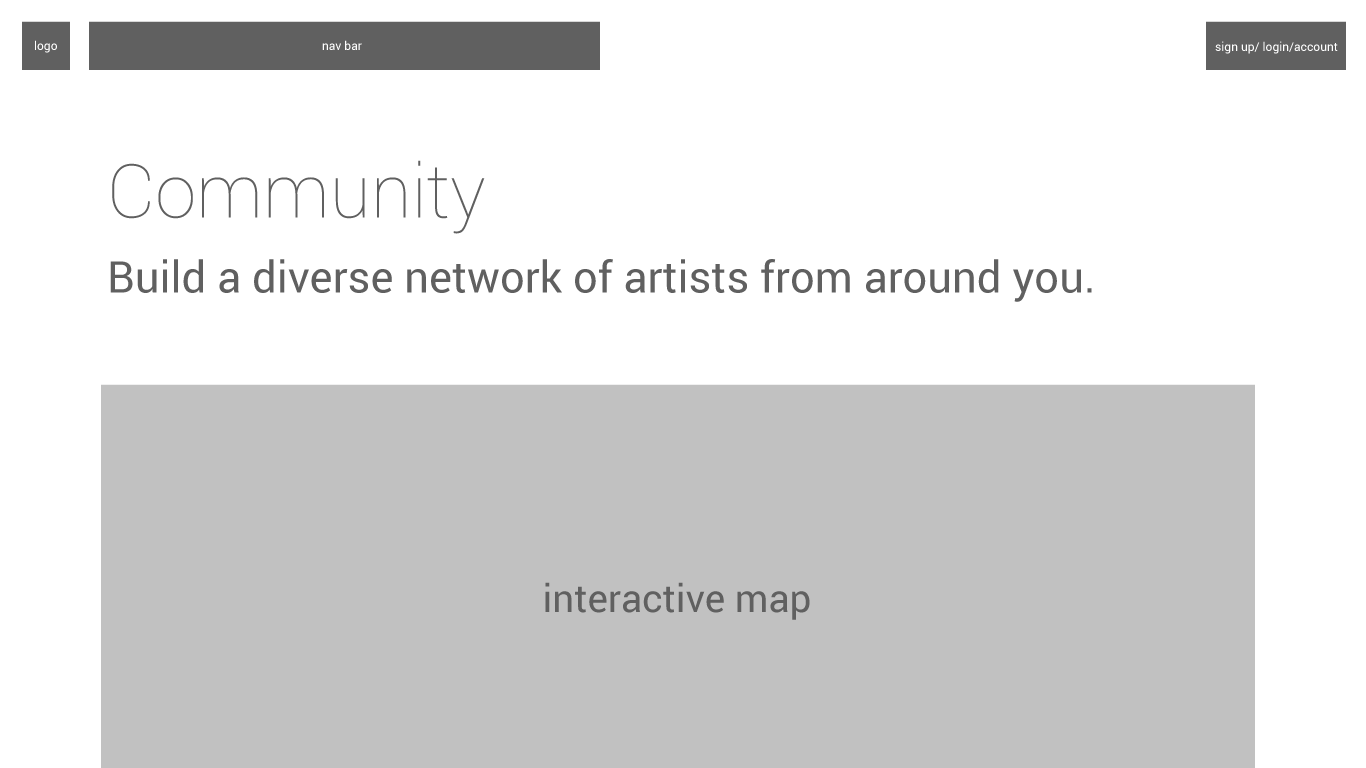 logo
nav bar
sign up/ login/account
Community
Build a diverse network of artists from around you.
interactive map